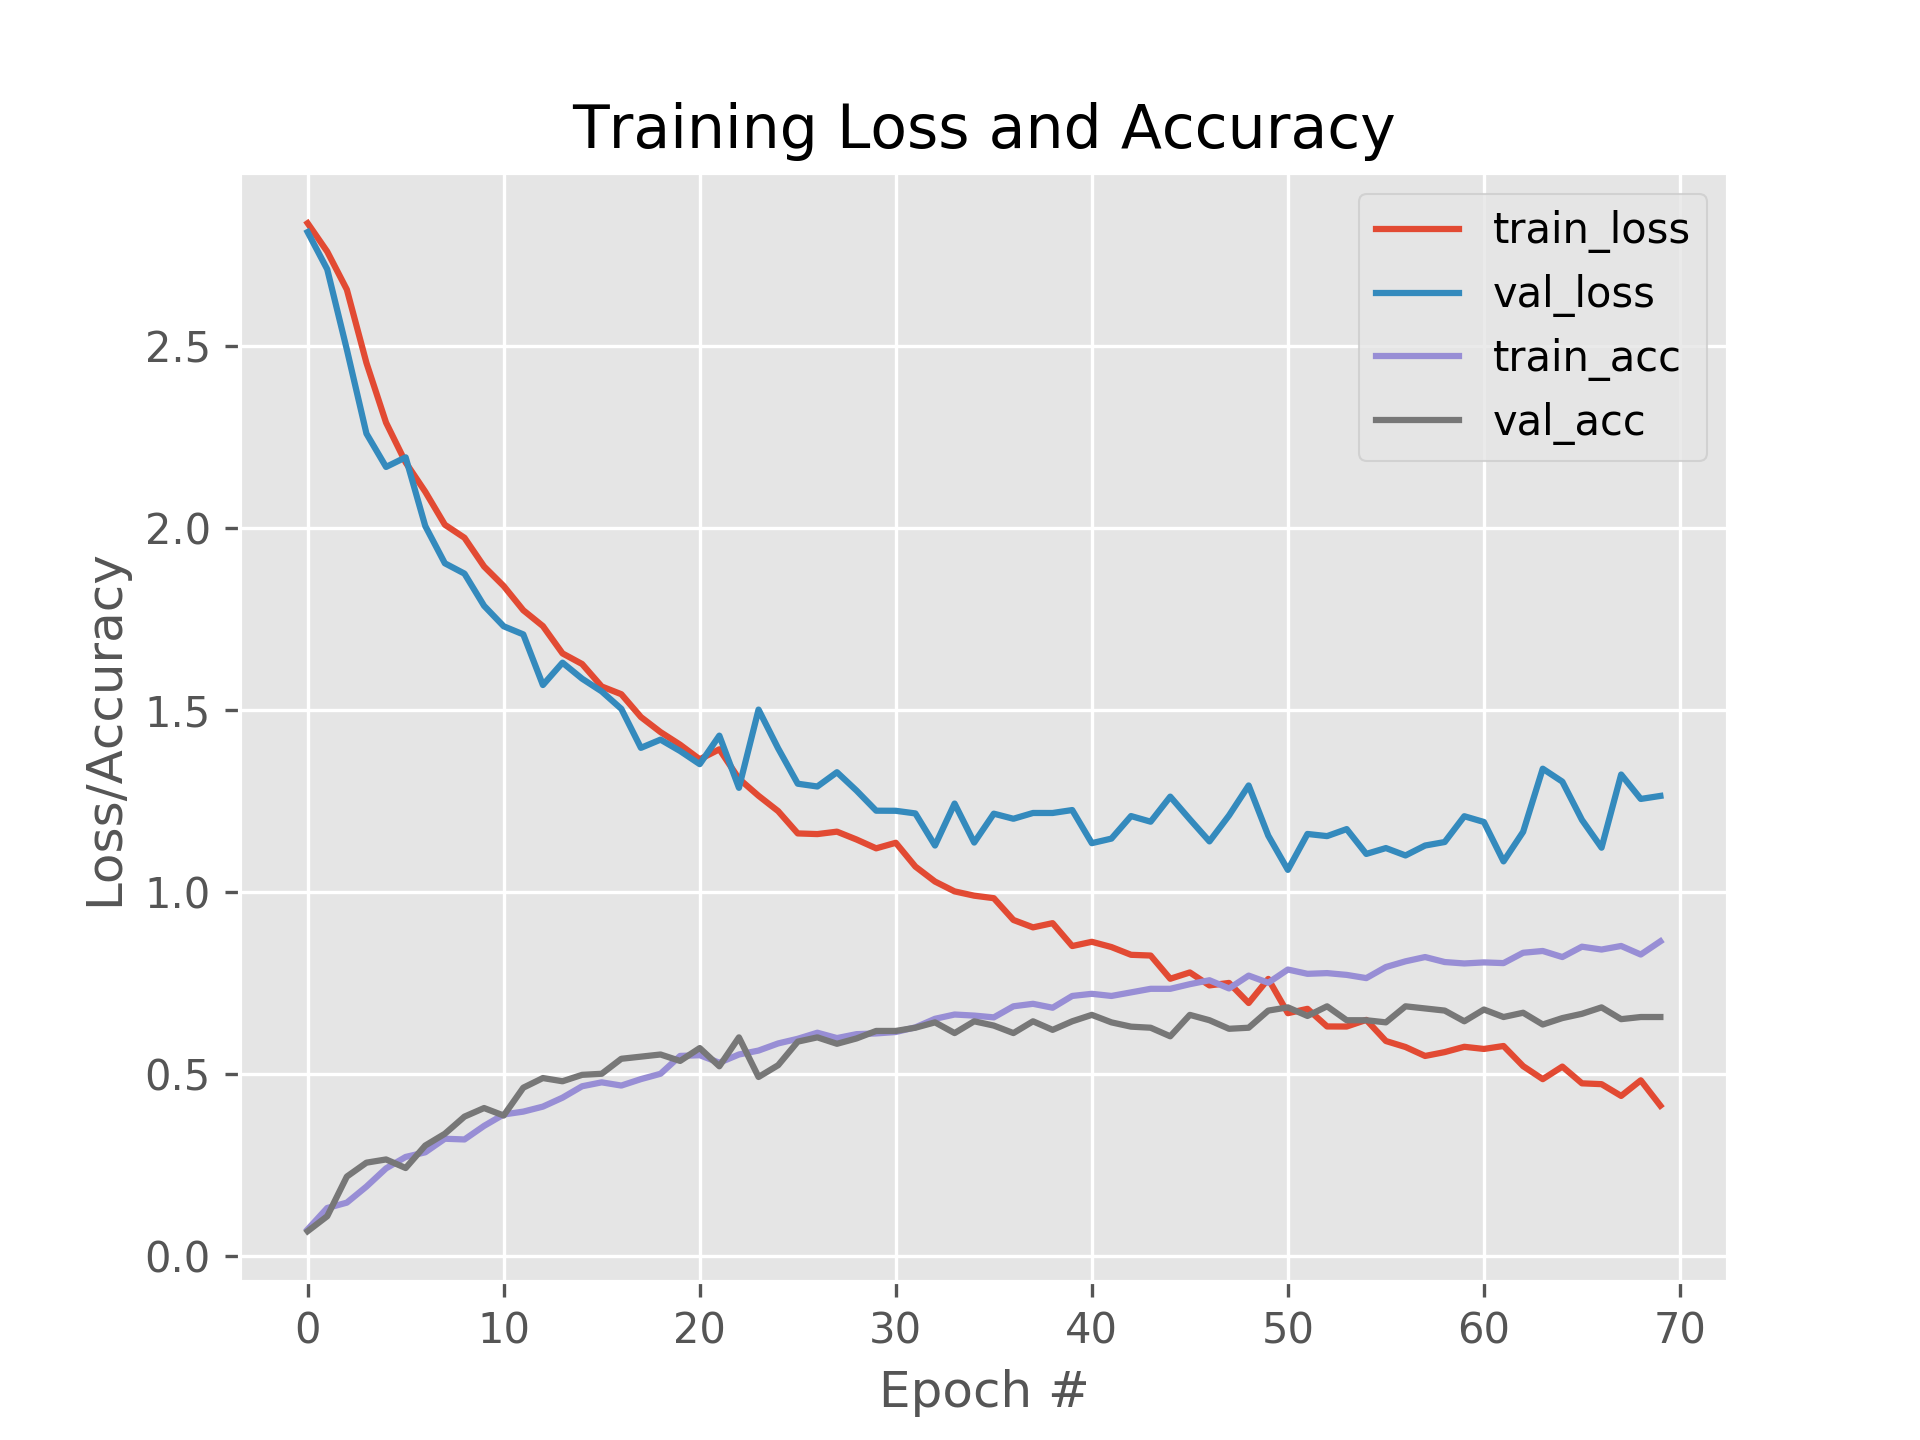 Training Loss and Accuracy
train_loss
val_loss
train_acc
val_acc
Loss/Accuracy
2.5
2.0
1.5
1.0
0.5
0.0
0 10 20 30 40 50 60 70
Epoch #